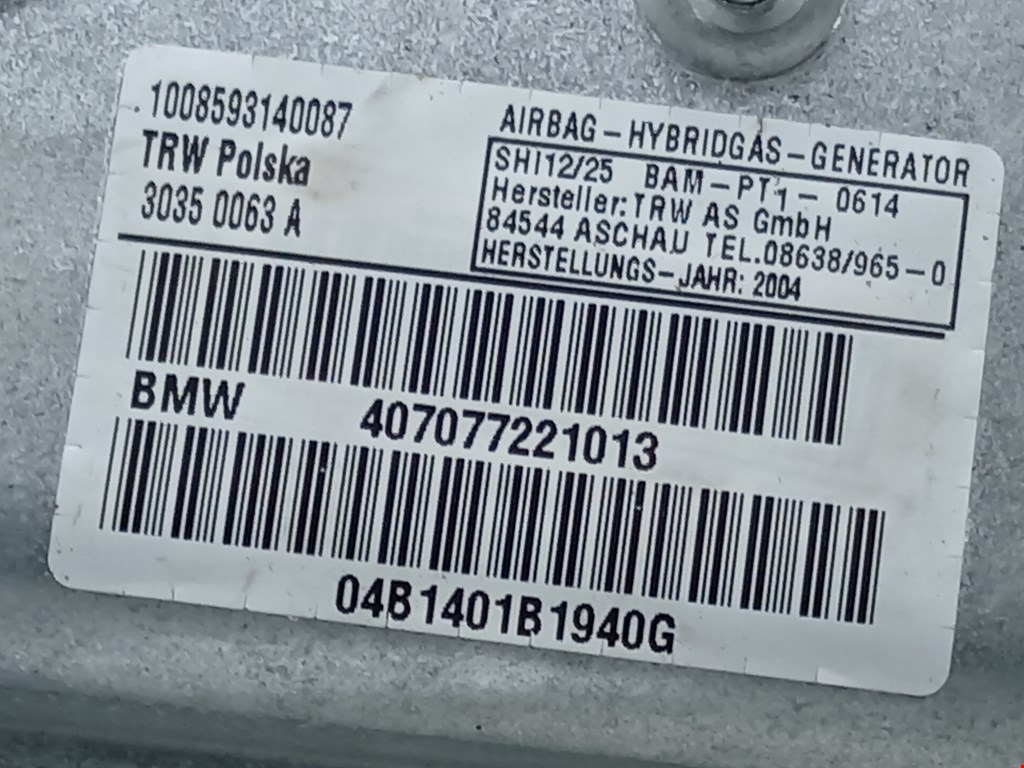 1008593140087
TRW Polska
3035 0063 A
AIRBAG-HYBRIDGAS-GENERATOR
SHI12/25 BAM-PT1-0614
Hersteller: TRW AS GmbH
84544 ASCHAU TEL.08638/965-0
HERSTELLUNGS-JAHR: 2004
BMW 407077221013
04B1401B1940G